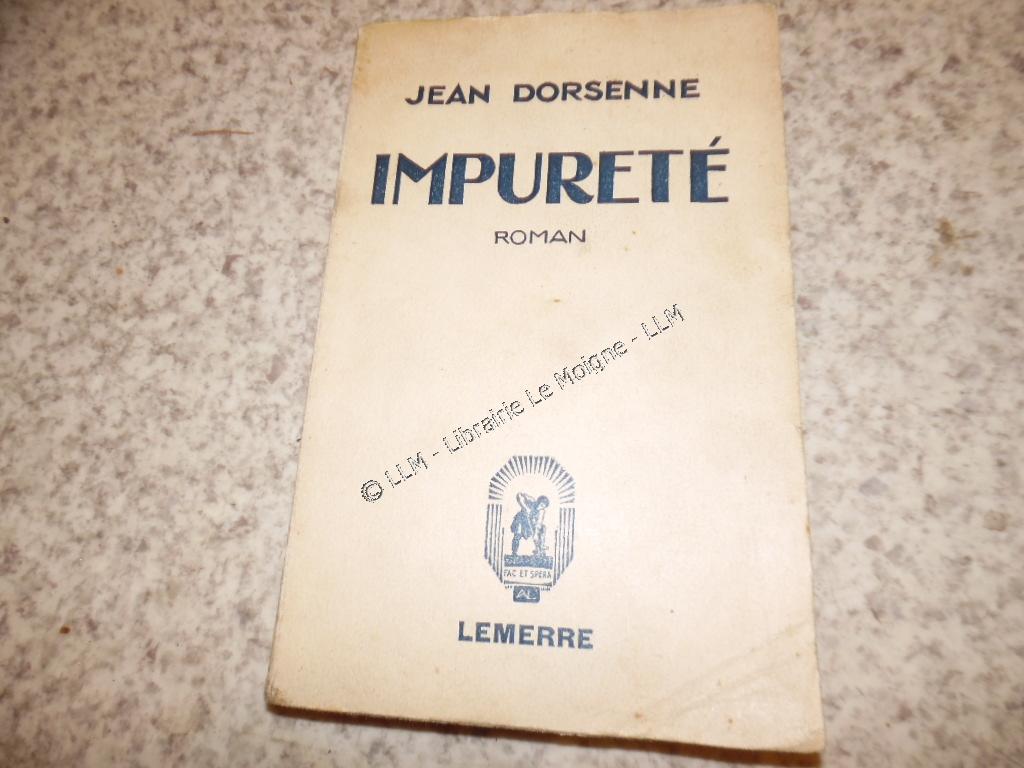 JEAN DORSENNE
IMPURETÉ
ROMAN
© LLM - Librairie Le Moigne - LLM
FAC ET SPERA
AL
LEMERRE